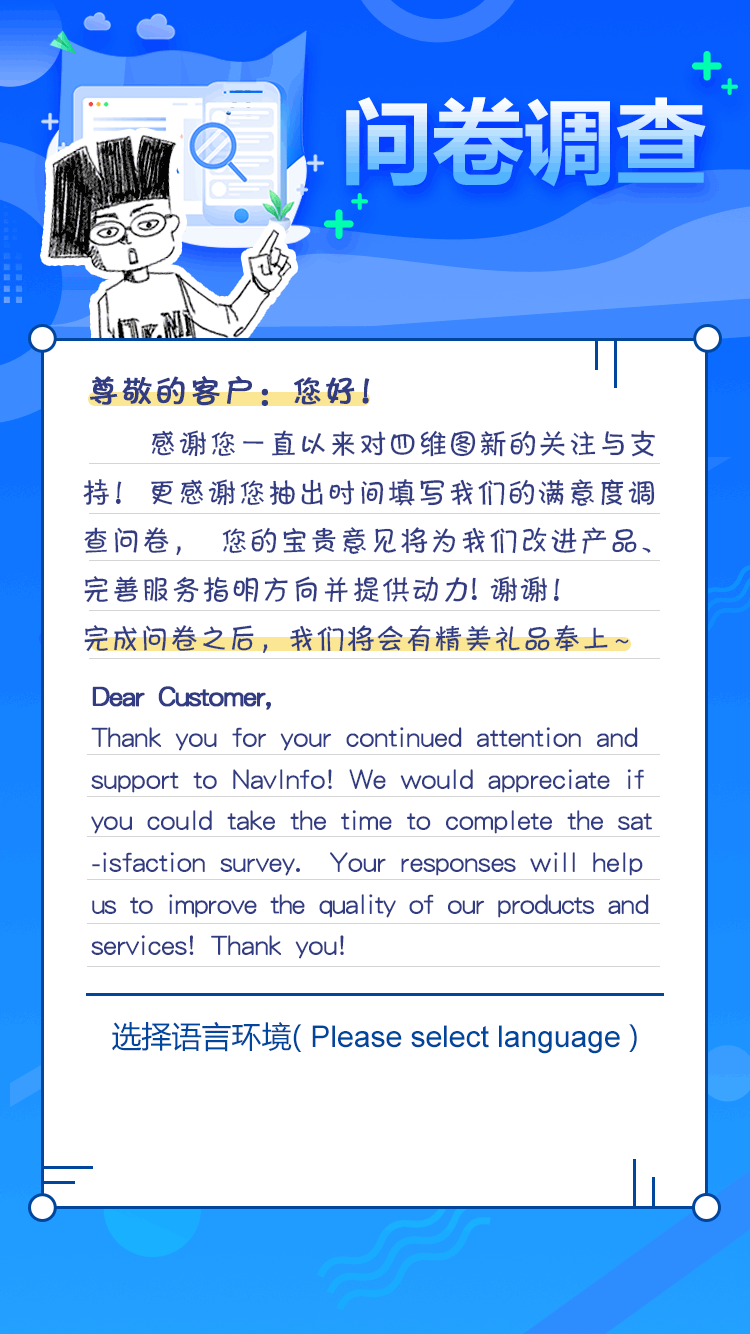 问卷调查
尊敬的客户：您好！
感谢您一直以来对四维图新的关注与支
持！更感谢您抽出时间填写我们的满意度调
查问卷， 您的宝贵意见将为我们改进产品、
完善服务指明方向并提供动力！谢谢！
完成问卷之后，我们将会有精美礼品奉上~
Dear Customer,
Thank you for your continued attention and
support to NavInfo! We would appreciate if
you could take the time to complete the sat
-isfaction survey. Your responses will help
us to improve the quality of our products and
services! Thank you!
选择语言环境( Please select language )